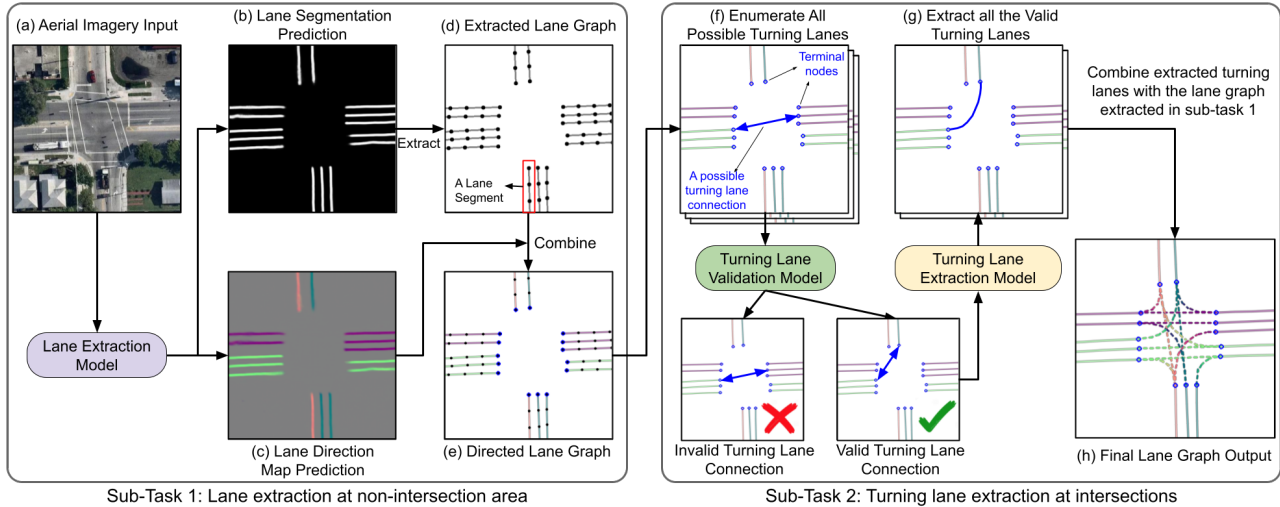 (a) Aerial Imagery Input
(b) Lane Segmentation
Prediction
(d) Extracted Lane Graph
Extract
A Lane
Segment
Combine
Lane Extraction
Model
(c) Lane Direction
Map Prediction
(e) Directed Lane Graph
Sub-Task 1: Lane extraction at non-intersection area
(f) Enumerate All
Possible Turning Lanes
Terminal
nodes
A possible
turning lane
connection
(g) Extract all the Valid
Turning Lanes
Combine extracted turning
lanes with the lane graph
extracted in sub-task 1
Turning Lane
Validation Model
Turning Lane
Extraction Model
Invalid Turning Lane
Connection
Valid Turning Lane
Connection
(h) Final Lane Graph Output
Sub-Task 2: Turning lane extraction at intersections